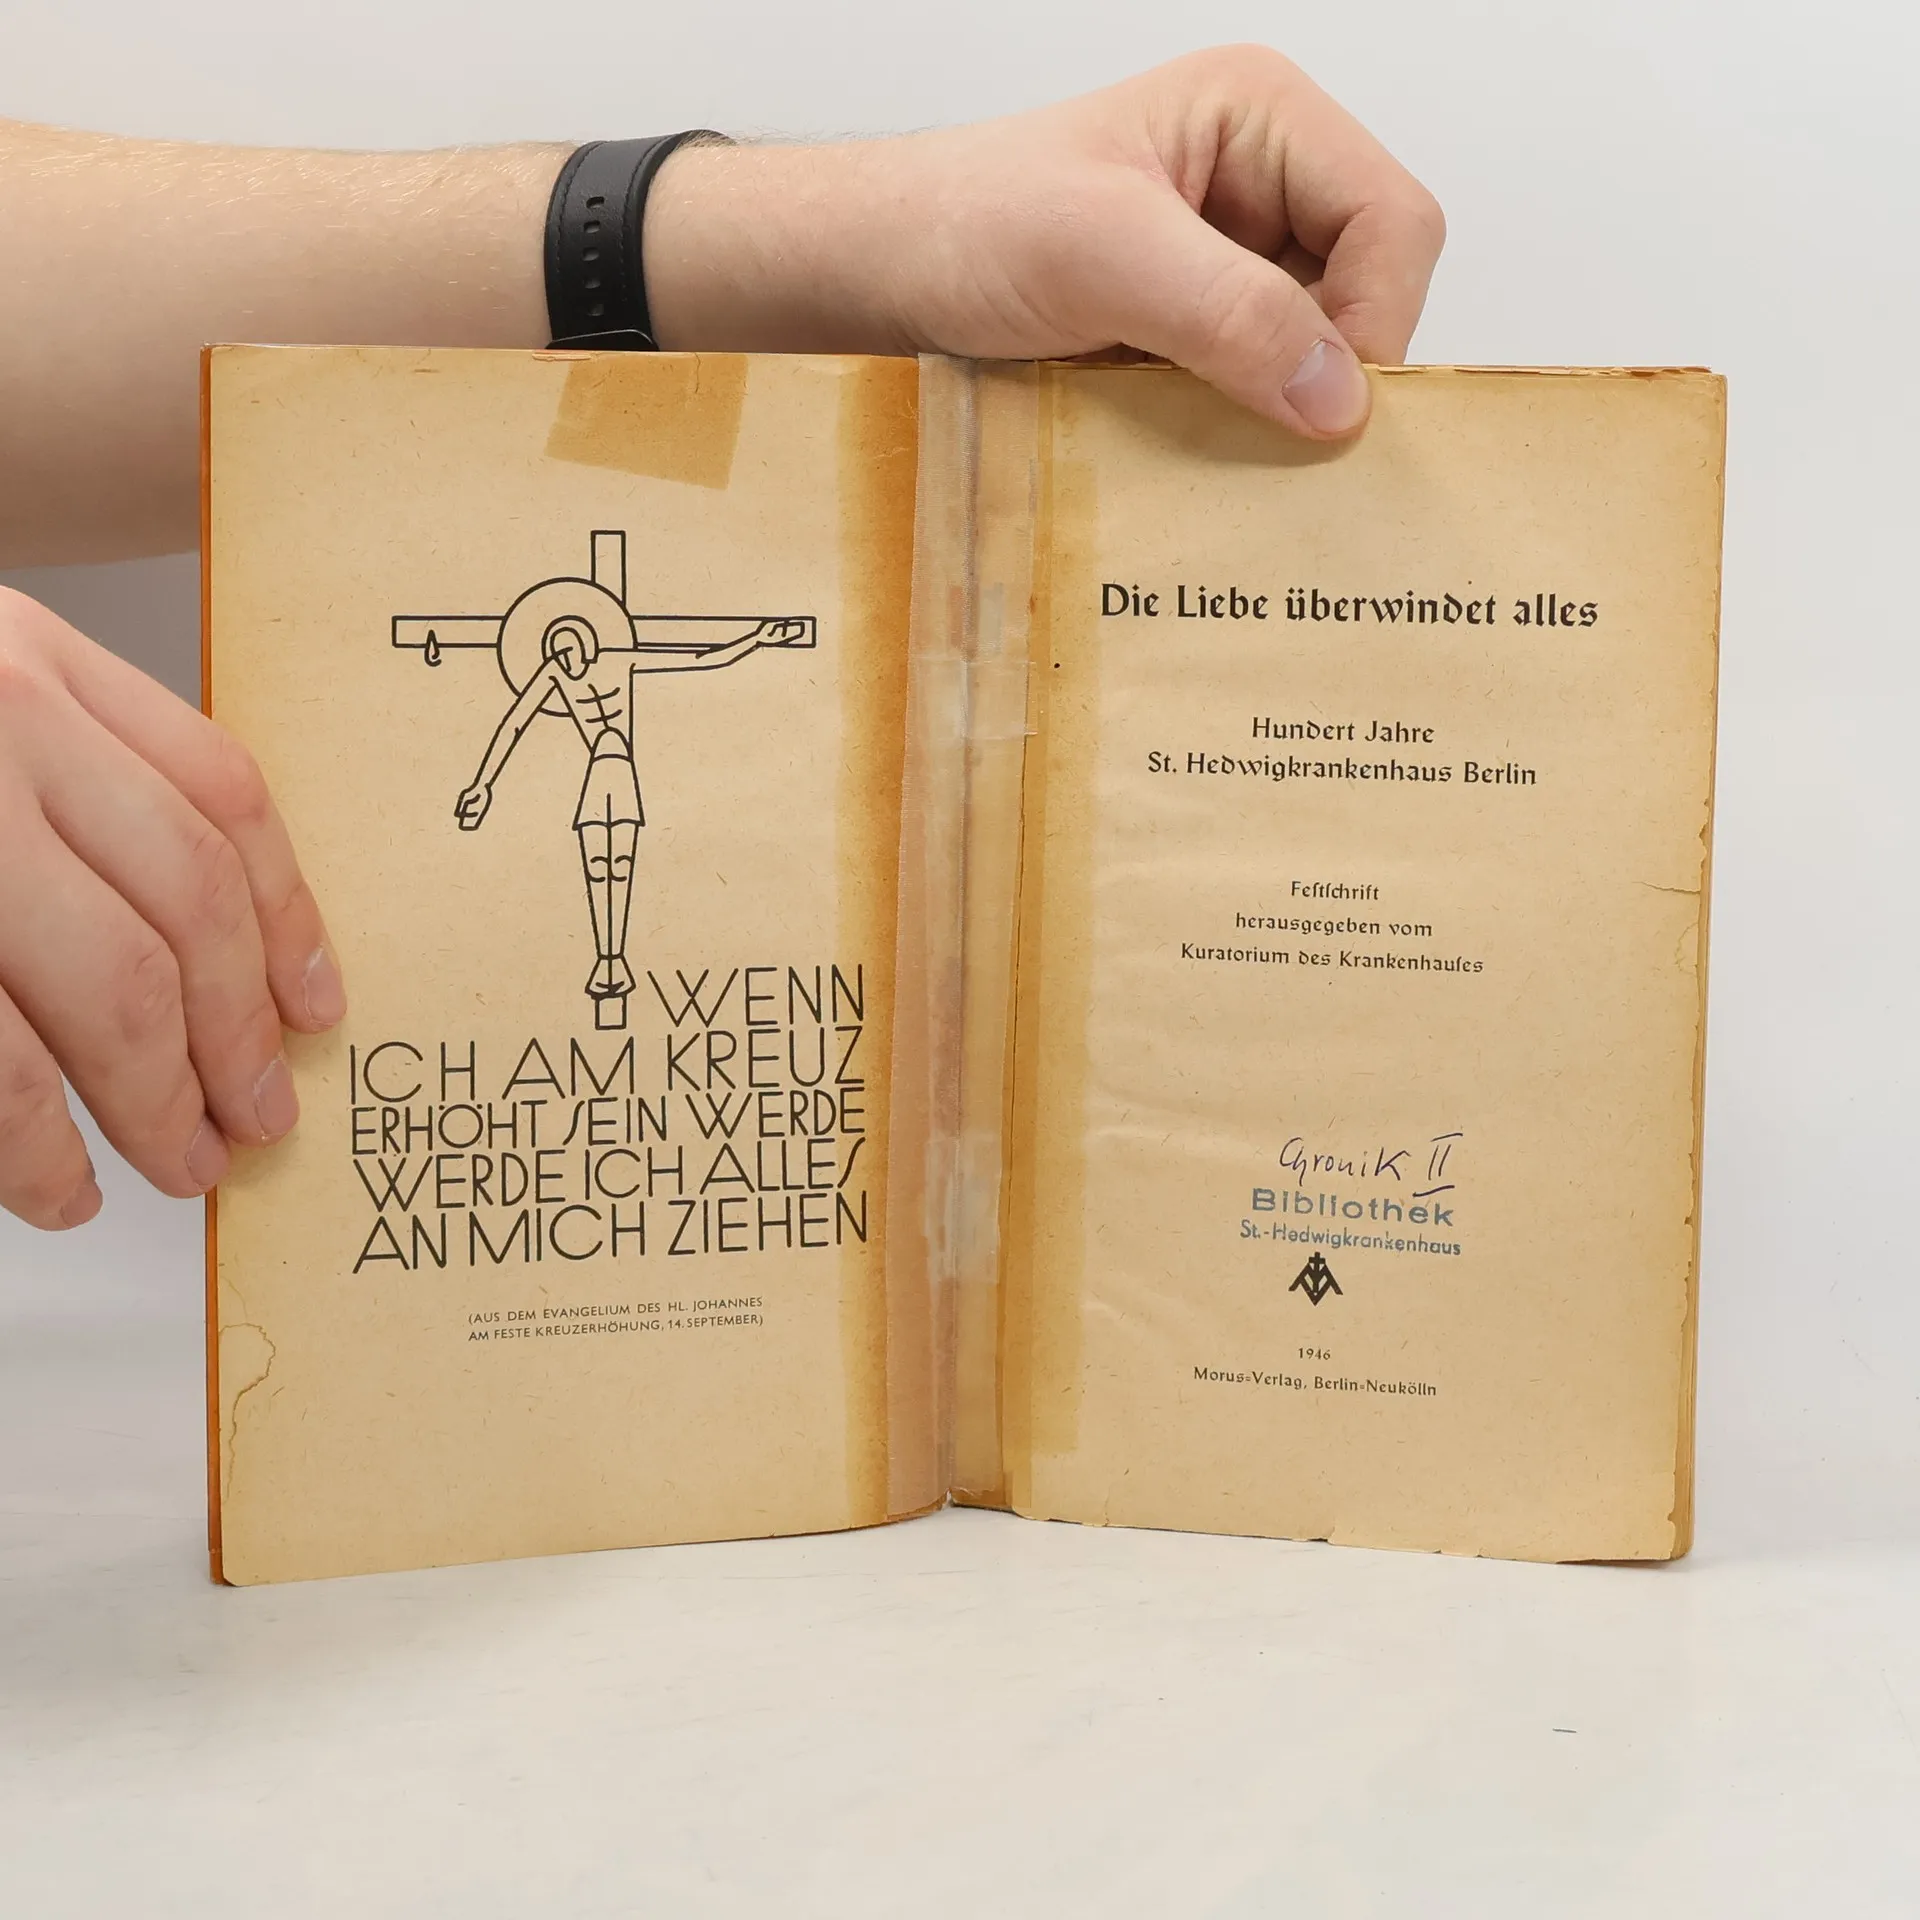 WENN
ICH AM KREUZ
ERHÖHT SEIN WERDE
WERDE ICH ALLES
AN MICH ZIEHEN
(AUS DEM EVANGELIUM DES HL. JOHANNES
AM FESTE KREUZERHÖHUNG, 14. SEPTEMBER)
Die Liebe überwindet alles
Hundert Jahre
St. Hedwigkrankenhaus Berlin
Feſtſchrift
herausgegeben vom
Kuratorium des Krankenhauſes
Chronik II
Bibliothek
St.-Hedwigkrankenhaus
1946
Morus=Verlag, Berlin=Neukölln